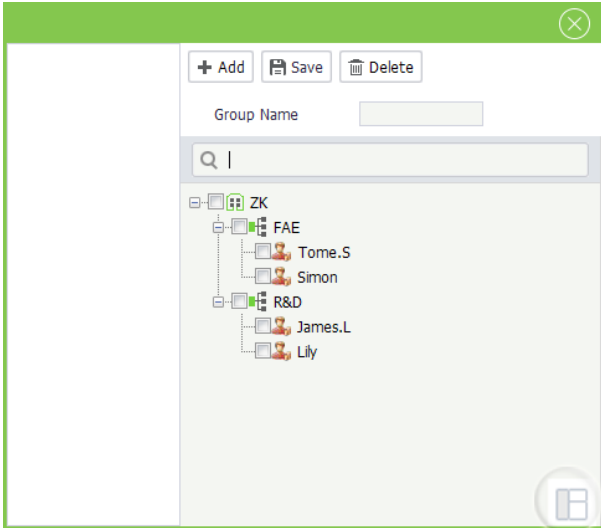 Add Save Delete
Group Name
ZK
FAE
Tome.S
Simon
R&D
James.L
Lily